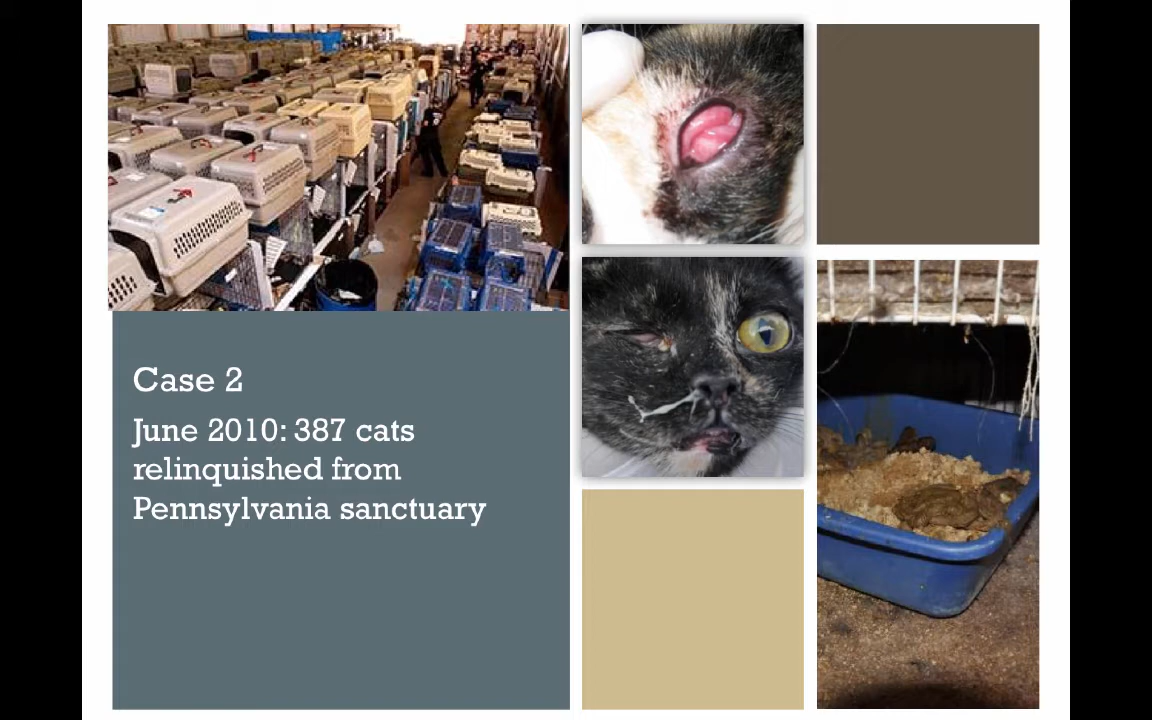 Case 2
June 2010: 387 cats
relinquished from
Pennsylvania sanctuary